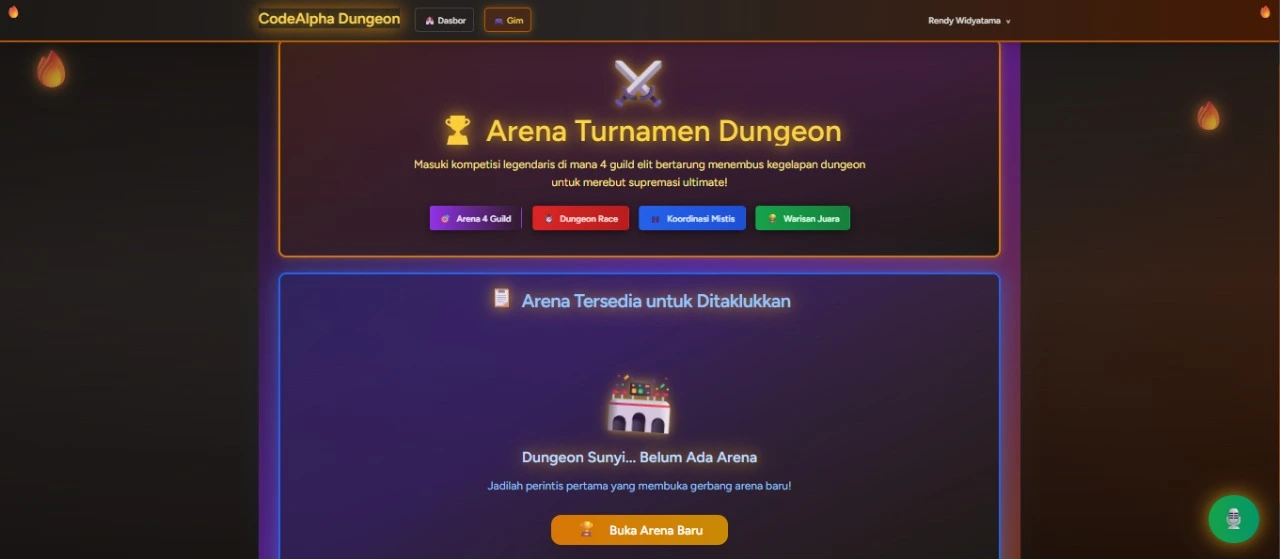 CodeAlpha Dungeon
Dasbor
Gim
Rendy Widyatama
Arena Turnamen Dungeon
Masuki kompetisi legendaris di mana 4 guild elit bertarung menembus kegelapan dungeon
untuk merebut supremasi ultimate!
Arena 4 Guild
Dungeon Race
Koordinasi Mistis
Warisan Juara
Arena Tersedia untuk Ditaklukkan
Dungeon Sunyi... Belum Ada Arena
Jadilah perintis pertama yang membuka gerbang arena baru!
Buka Arena Baru